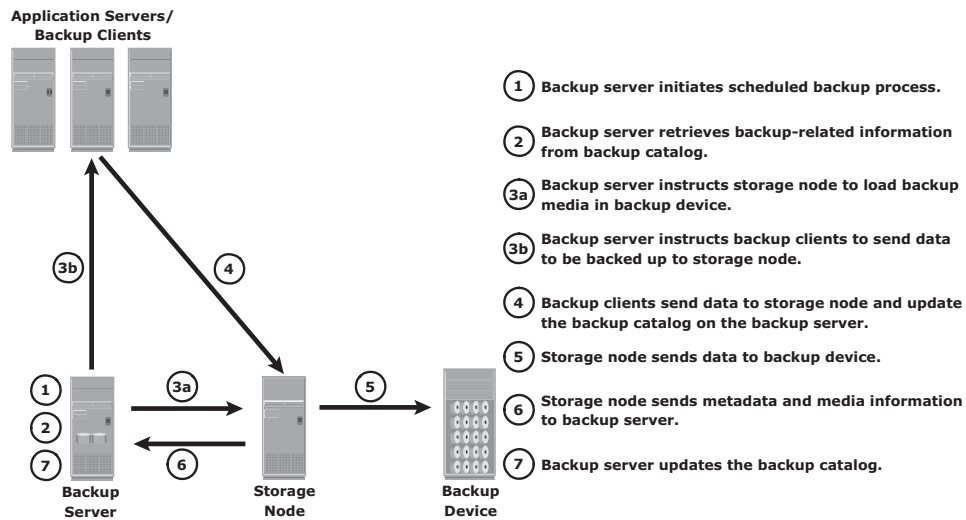 Application Servers/
Backup Clients
1 Backup server initiates scheduled backup process.
2 Backup server retrieves backup-related information
from backup catalog.
3a Backup server instructs storage node to load backup
media in backup device.
3b Backup server instructs backup clients to send data
to be backed up to storage node.
4 Backup clients send data to storage node and update
the backup catalog on the backup server.
5 Storage node sends data to backup device.
6 Storage node sends metadata and media information
to backup server.
7 Backup server updates the backup catalog.
3b
4
1
2
7
3a
6
5
Backup
Server
Storage
Node
Backup
Device